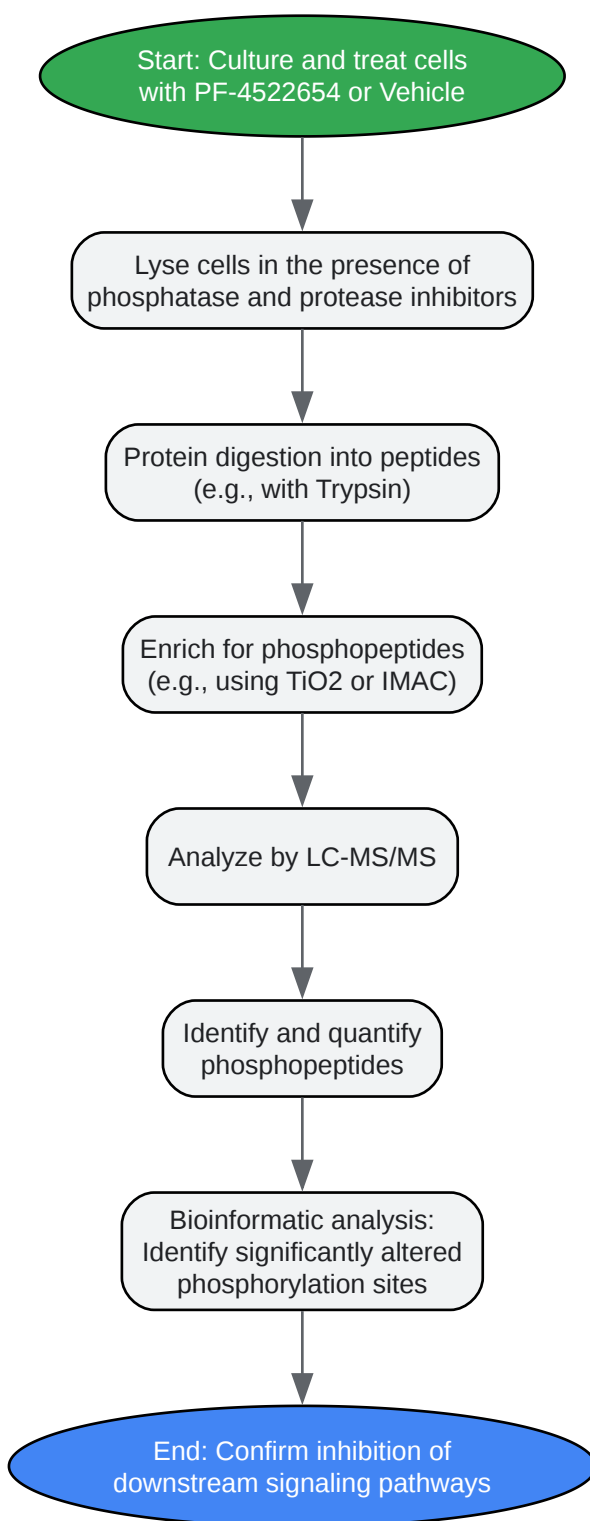 Start: Culture and treat cells
with PF-4522654 or Vehicle
Lyse cells in the presence of
phosphatase and protease inhibitors
Protein digestion into peptides
(e.g., with Trypsin)
Enrich for phosphopeptides
(e.g., using TiO2 or IMAC)
Analyze by LC-MS/MS
Identify and quantify
phosphopeptides
Bioinformatic analysis:
Identify significantly altered
phosphorylation sites
End: Confirm inhibition of
downstream signaling pathways